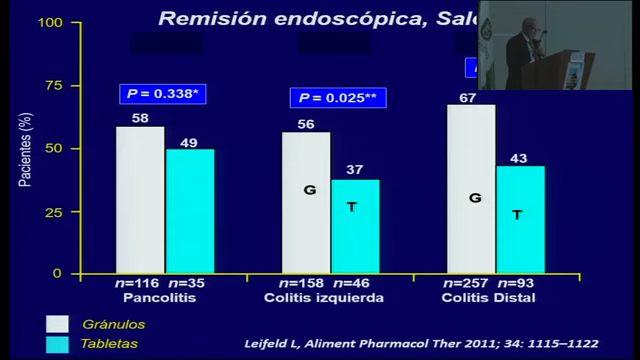 Remisión endoscópica,
100
75
50
25
0
Pacientes (%)
P = 0.338*
P = 0.025**
58
49
56
37
67
43
G
T
G
T
n=116 n=35
n=158 n=46
n=257 n=93
Pancolitis
Colitis izquierda
Colitis Distal
Gránulos
Tabletas
Leifeld L, Aliment Pharmacol Ther 2011; 34: 1115–1122